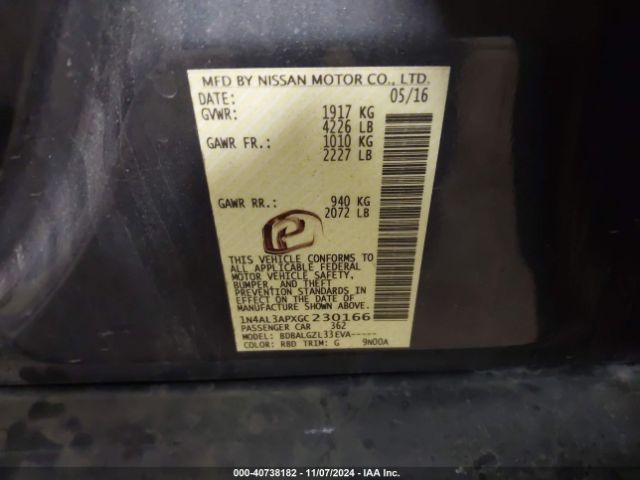 MFD BY NISSAN MOTOR CO., LTD.
DATE: 05/16
GVWR: 1917 KG
4226 LB
GAWR FR.: 1010 KG
2227 LB
GAWR RR.: 940 KG
2072 LB
THIS VEHICLE CONFORMS TO
ALL APPLICABLE FEDERAL
MOTOR VEHICLE SAFETY,
BUMPER, AND THEFT
PREVENTION STANDARDS IN
EFFECT ON THE DATE OF
MANUFACTURE SHOWN ABOVE.
1N4AL3APXGC230166
PASSENGER CAR 362
MODEL: BDBALGZL33EVA-----
COLOR: RBD TRIM: G 9N00A
000-40738182 - 11/07/2024 - IAA Inc.